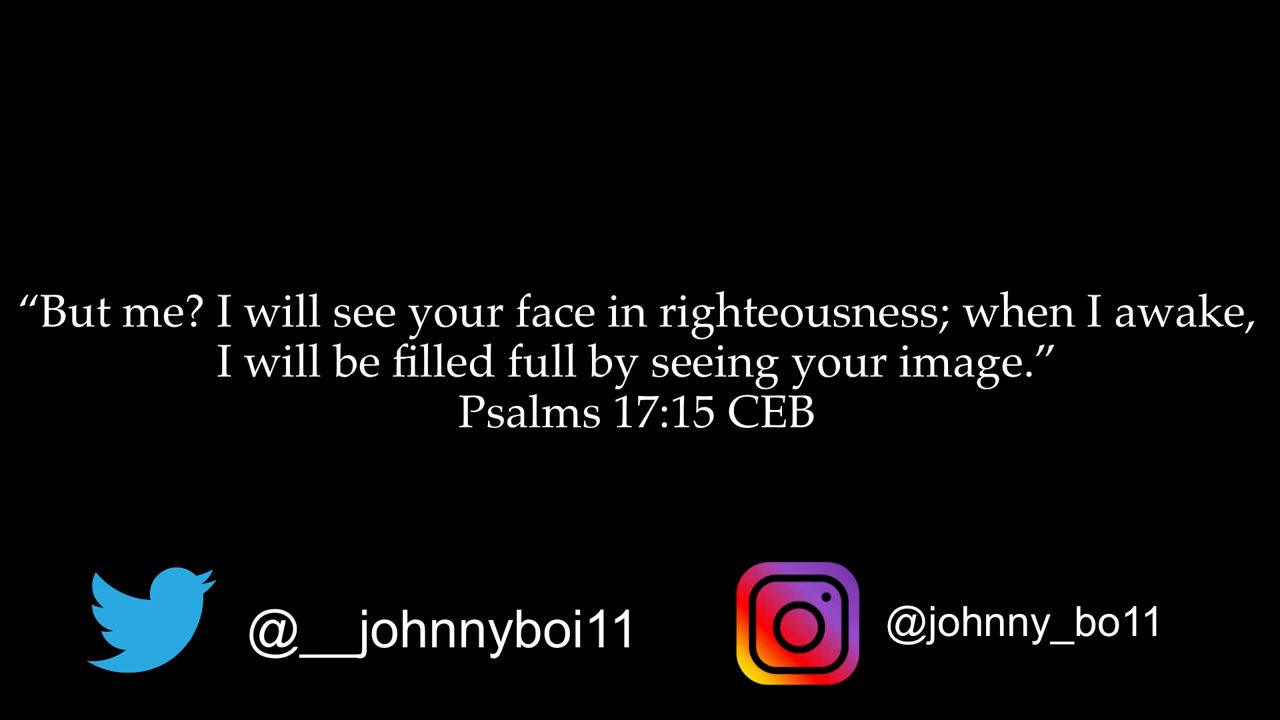 “But me? I will see your face in righteousness; when I awake,
I will be filled full by seeing your image.”
Psalms 17:15 CEB
@__johnnyboi11
@johnny_bo11